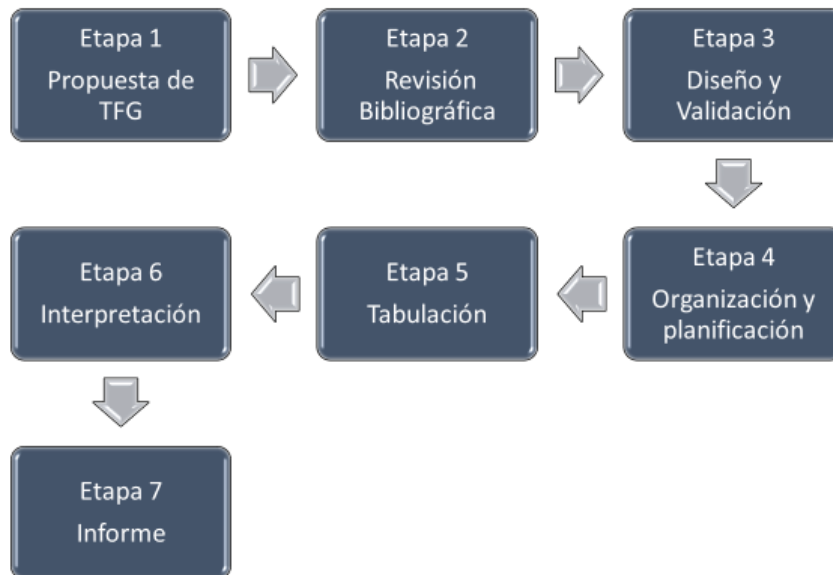 Etapa 1
Propuesta de
TFG
Etapa 2
Revisión
Bibliográfica
Etapa 3
Diseño y
Validación
Etapa 4
Organización y
planificación
Etapa 5
Tabulación
Etapa 6
Interpretación
Etapa 7
Informe